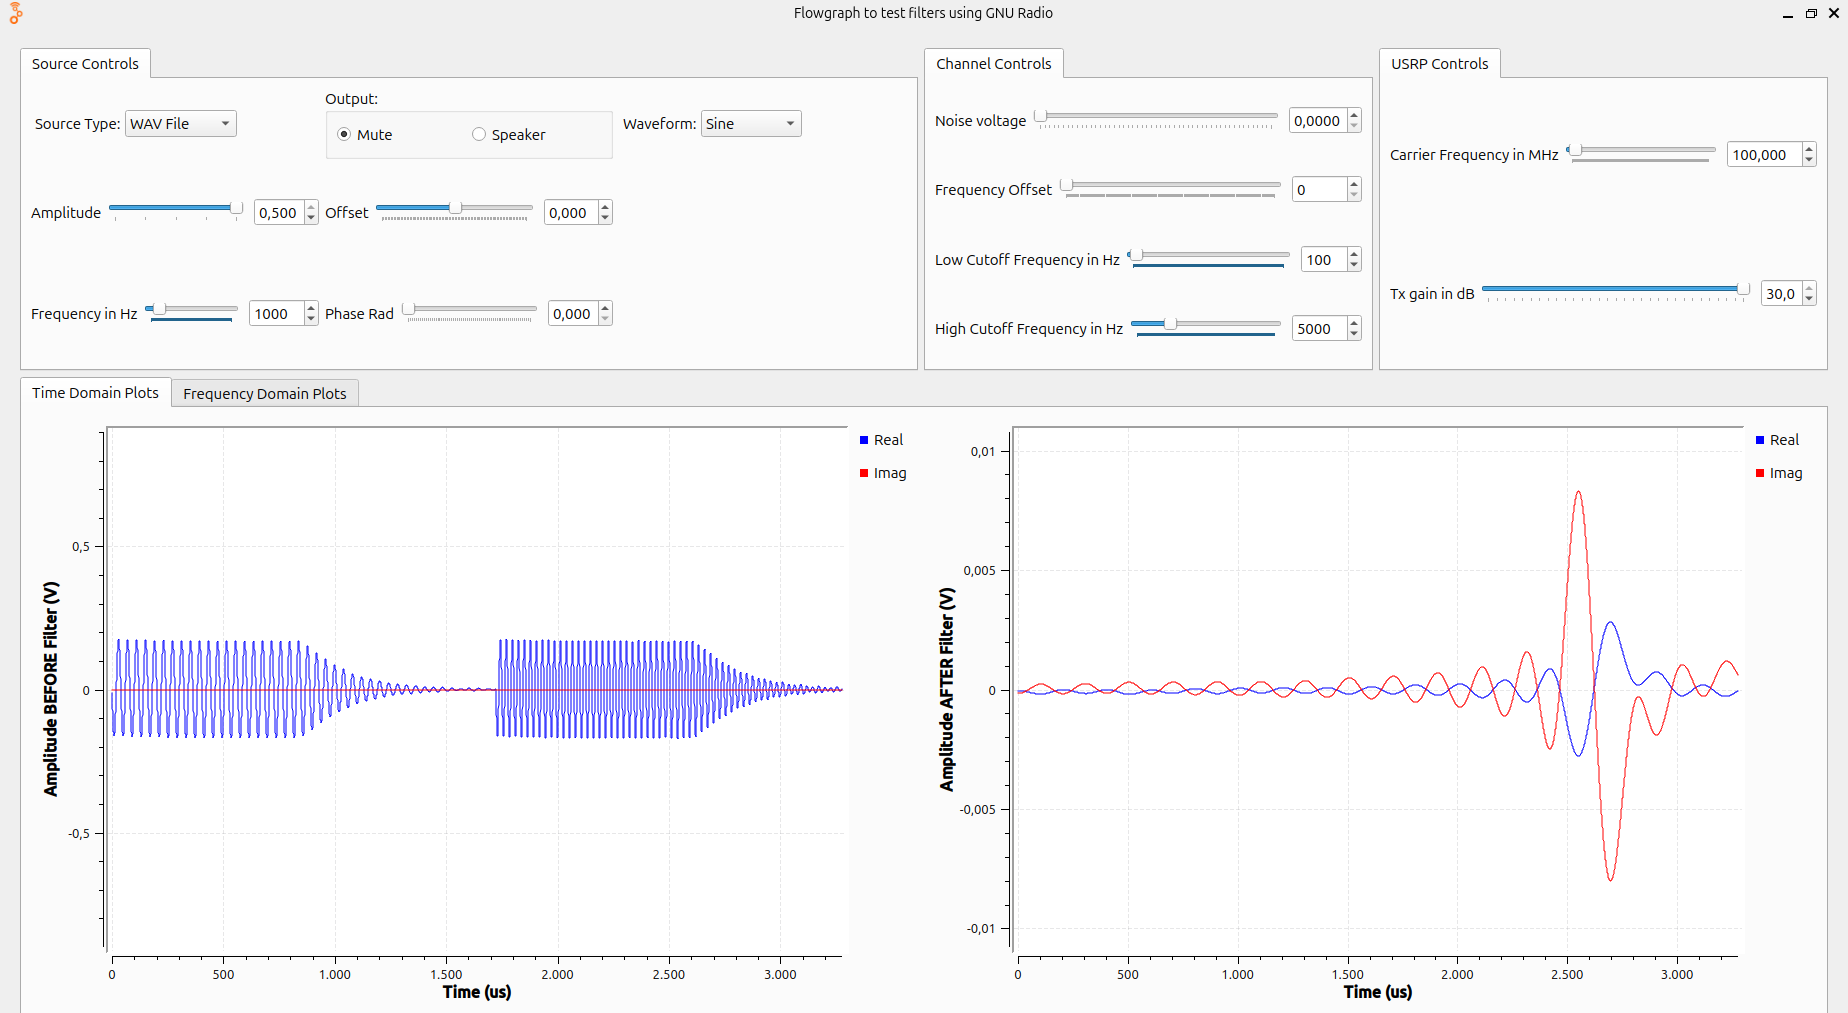 Flowgraph to test filters using GNU Radio
Source Controls
Source Type: WAV File
Output:
Mute Speaker
Waveform: Sine
Amplitude 0,500 Offset 0,000
Frequency in Hz 1000 Phase Rad 0,000
Channel Controls
Noise voltage 0,0000
Frequency Offset 0
Low Cutoff Frequency in Hz 100
High Cutoff Frequency in Hz 5000
USRP Controls
Carrier Frequency in MHz 100,000
Tx gain in dB 30,0
Time Domain Plots Frequency Domain Plots
Amplitude BEFORE Filter (V)
0,5
0
-0,5
0 500 1.000 1.500 2.000 2.500 3.000
Time (us)
Real
Imag
Amplitude AFTER Filter (V)
0,01
0,005
0
-0,005
-0,01
0 500 1.000 1.500 2.000 2.500 3.000
Time (us)
Real
Imag